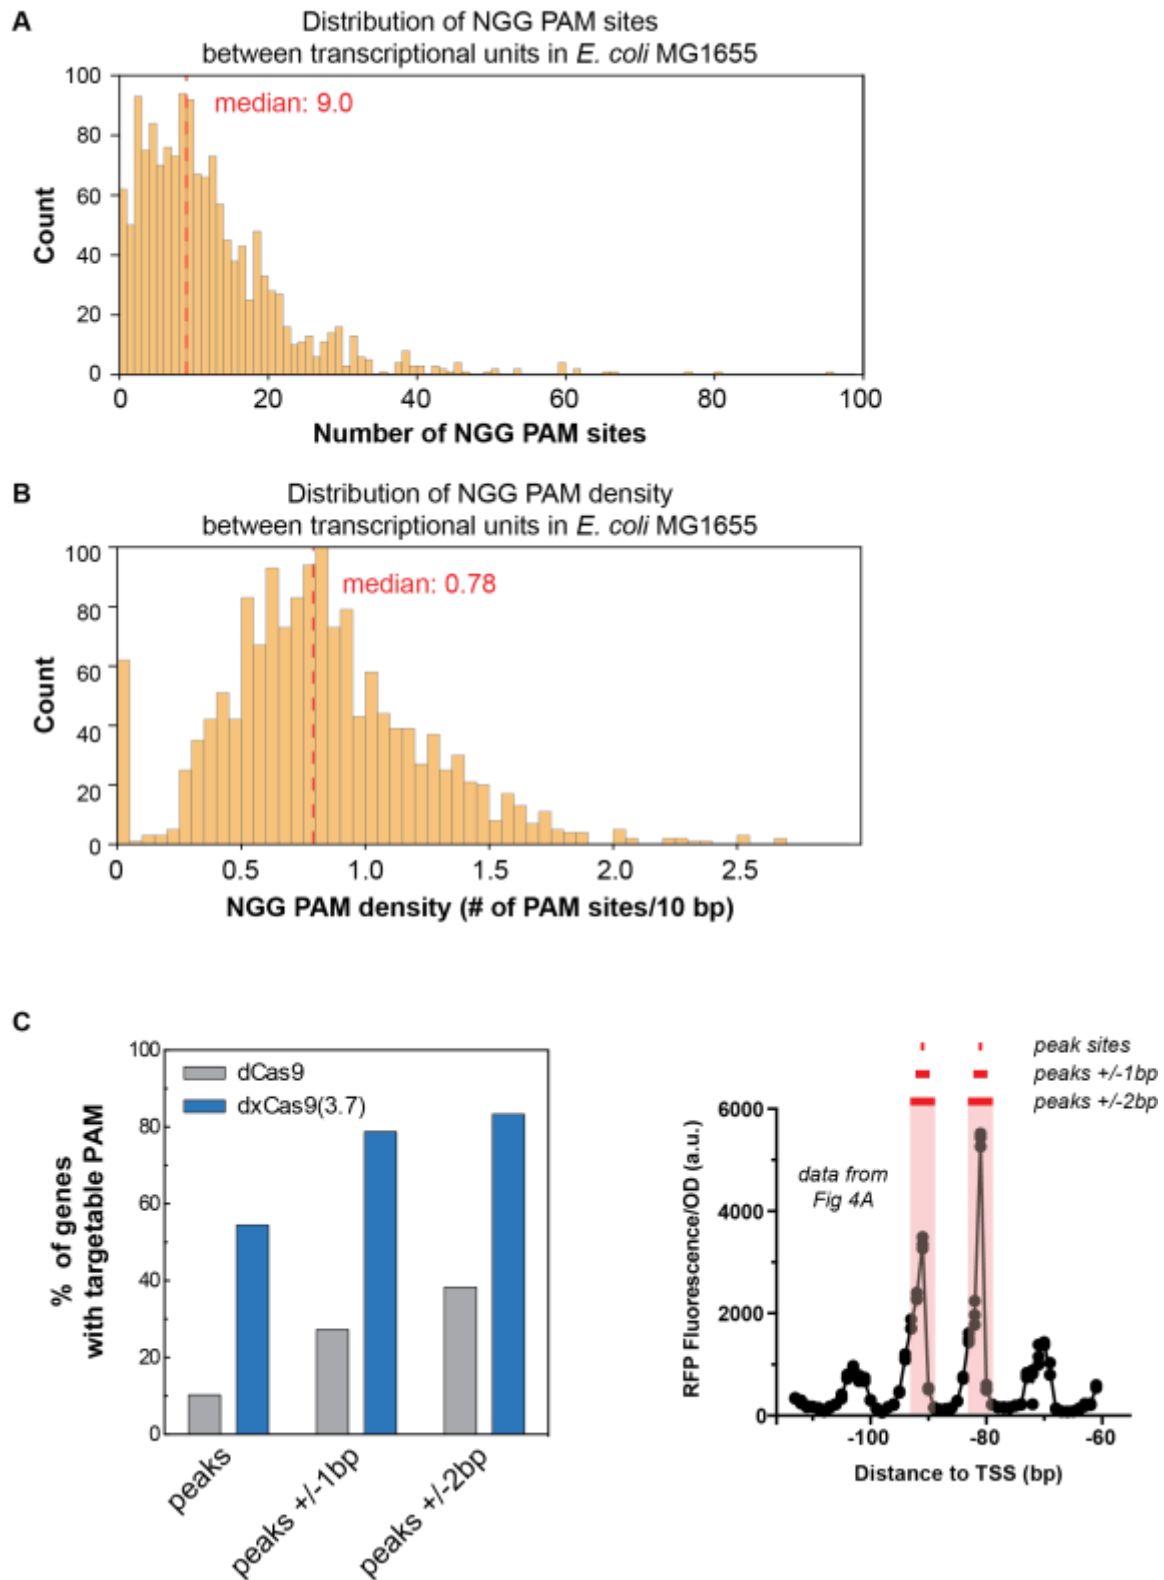 A
Distribution of NGG PAM sites
between transcriptional units in E. coli MG1655
100
80
60
40
20
0
Count
median: 9.0
0 20 40 60 80 100
Number of NGG PAM sites
B
Distribution of NGG PAM density
between transcriptional units in E. coli MG1655
100
80
60
40
20
0
Count
median: 0.78
0 0.5 1.0 1.5 2.0 2.5
NGG PAM density (# of PAM sites/10 bp)
C
100
80
60
40
20
0
% of genes
with targetable PAM
dCas9
dxCas9(3.7)
peaks
peaks +/-1bp
peaks +/-2bp
peak sites
peaks +/-1bp
peaks +/-2bp
6000
4000
2000
0
RFP Fluorescence/OD (a.u.)
data from
Fig 4A
-100 -80 -60
Distance to TSS (bp)